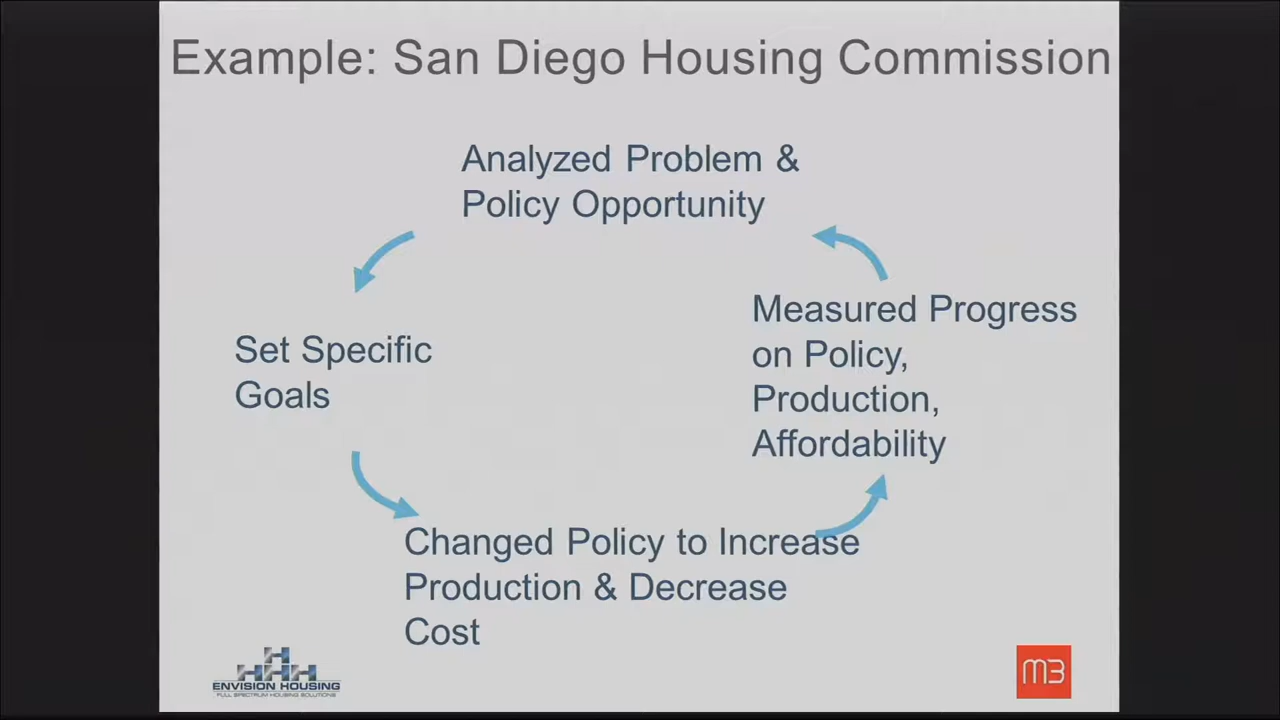 Example: San Diego Housing Commission
Analyzed Problem &
Policy Opportunity
Set Specific
Goals
Measured Progress
on Policy,
Production,
Affordability
Changed Policy to Increase
Production & Decrease
Cost
HHHH
ENVISION HOUSING
FULL SPECTRUM HOUSING SOLUTIONS
M3